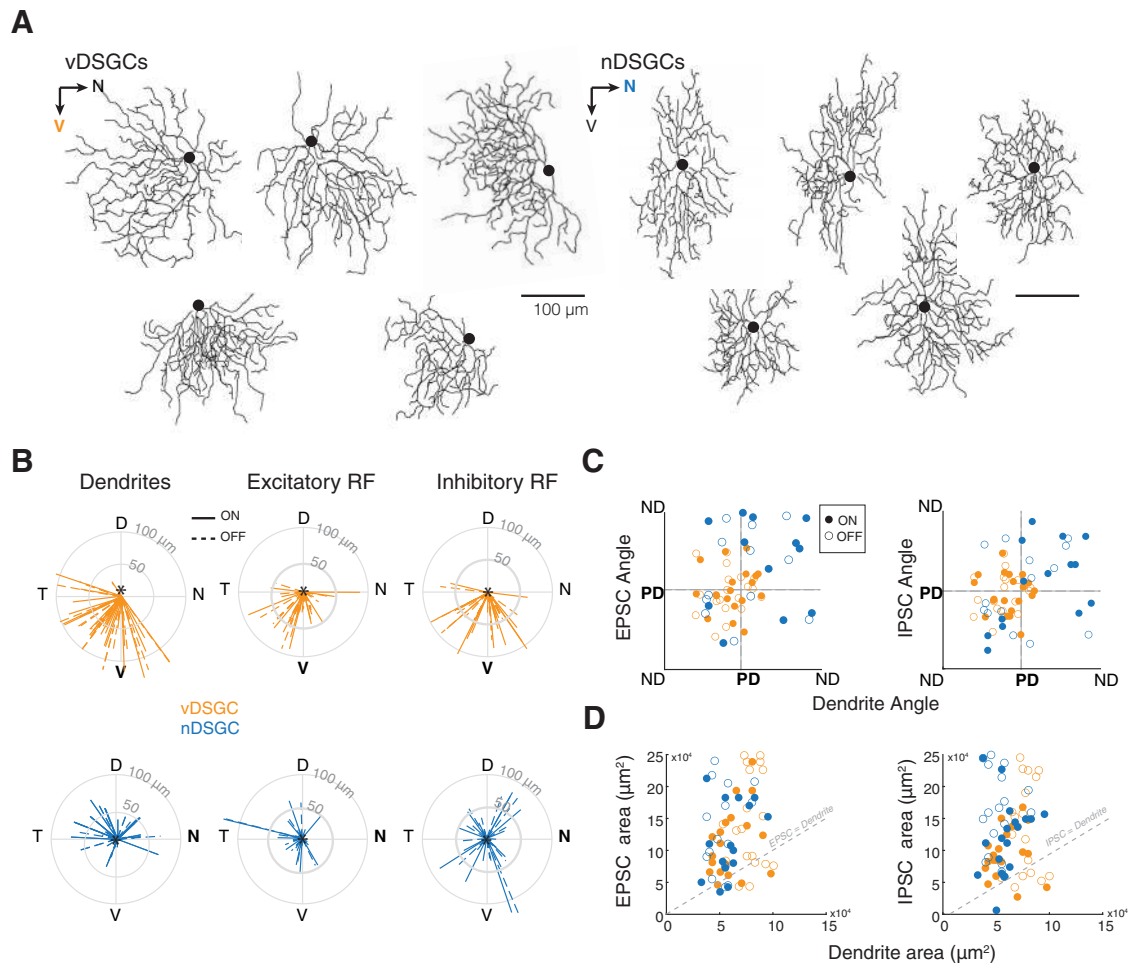 A
vDSGCs
N
V
nDSGCs
N
V
100 μm
B
Dendrites
Excitatory RF
Inhibitory RF
ON
OFF
D
100 μm
50
T
N
V
D
100 μm
50
T
N
V
D
100 μm
50
T
N
V
vDSGC
nDSGC
D
100 μm
50
T
N
V
D
100 μm
50
T
N
V
D
100 μm
50
T
N
V
C
ND
PD
ND
EPSC Angle
ND
PD
ND
ON
OFF
ND
PD
ND
IPSC Angle
PD
ND
Dendrite Angle
D
25
20
15
10
5
0
x10⁴
EPSC area (μm²)
EPSC = Dendrite
5
10
15
x10⁴
25
20
15
10
5
0
x10⁴
IPSC area (μm²)
IPSC = Dendrite
5
10
15
x10⁴
Dendrite area (μm²)